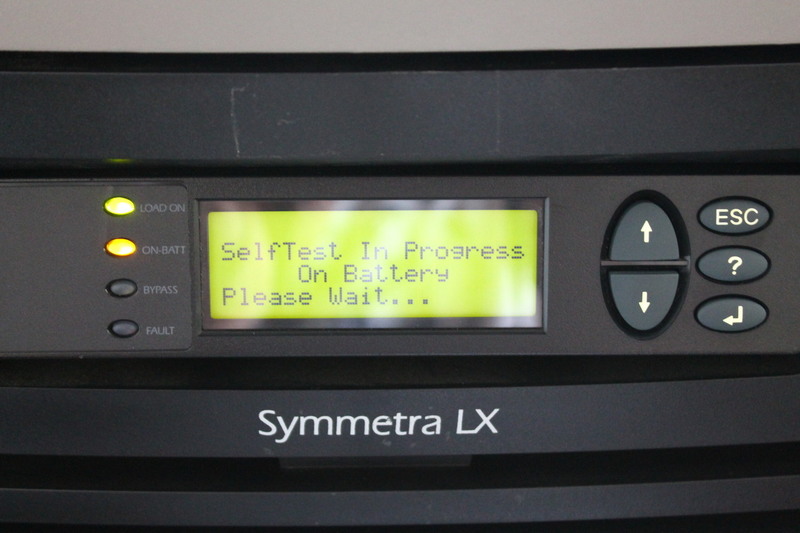 LOAD ON
ON-BATT
BYPASS
FAULT
SelfTest In Progress
On Battery
Please Wait...
↑
↓
ESC
?
↵
Symmetra LX